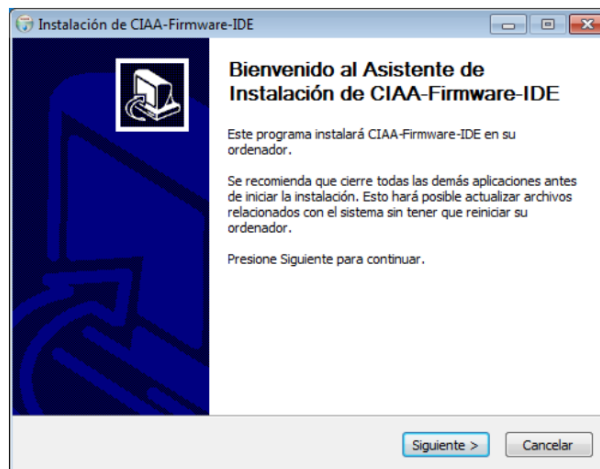 Instalación de CIAA-Firmware-IDE
Bienvenido al Asistente de
Instalación de CIAA-Firmware-IDE
Este programa instalará CIAA-Firmware-IDE en su
ordenador.
Se recomienda que cierre todas las demás aplicaciones antes
de iniciar la instalación. Esto hará posible actualizar archivos
relacionados con el sistema sin tener que reiniciar su
ordenador.
Presione Siguiente para continuar.
Siguiente >
Cancelar